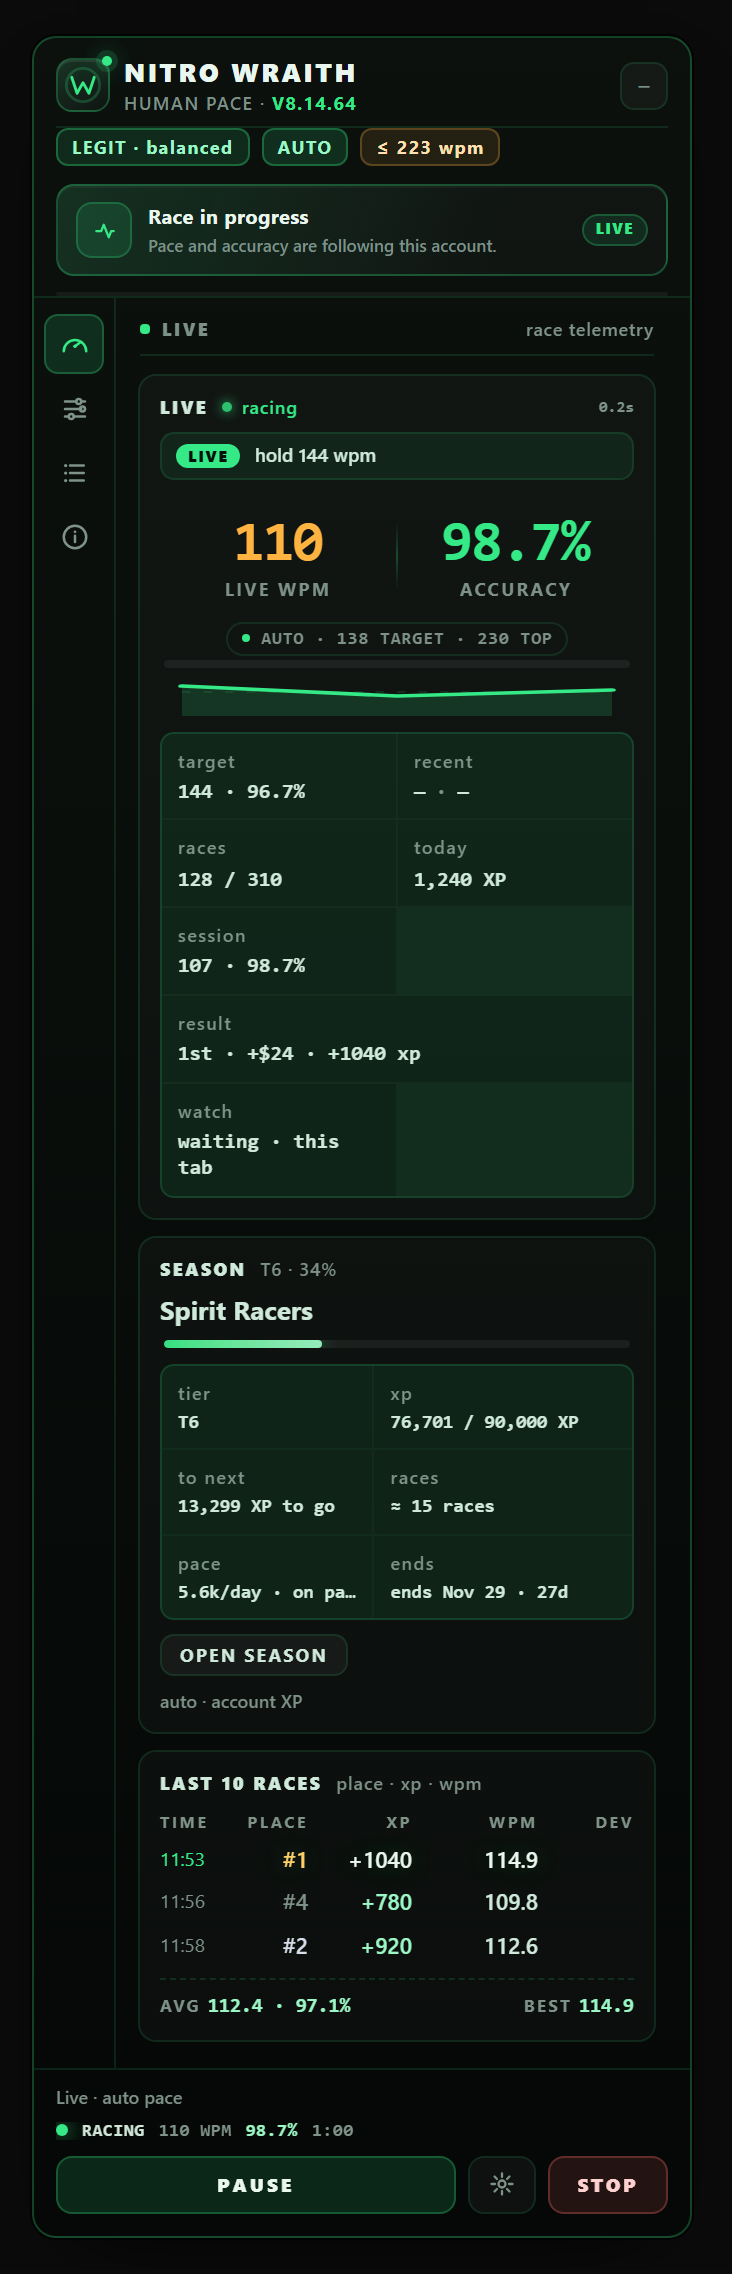 NITRO WRAITH
HUMAN PACE · V8.14.64
LEGIT · balanced AUTO ≤ 223 wpm
Race in progress
Pace and accuracy are following this account.
LIVE
LIVE race telemetry
LIVE racing 0.2s
LIVE hold 144 wpm
110 98.7%
LIVE WPM ACCURACY
AUTO · 138 TARGET · 230 TOP
target recent
144 · 96.7% — · —
races today
128 / 310 1,240 XP
session
107 · 98.7%
result
1st · +$24 · +1040 xp
watch
waiting · this
tab
SEASON T6 · 34%
Spirit Racers
tier xp
T6 76,701 / 90,000 XP
to next races
13,299 XP to go ≈ 15 races
pace ends
5.6k/day · on pa… ends Nov 29 · 27d
OPEN SEASON
auto · account XP
LAST 10 RACES place · xp · wpm
TIME PLACE XP WPM DEV
11:53 #1 +1040 114.9
11:56 #4 +780 109.8
11:58 #2 +920 112.6
AVG 112.4 · 97.1% BEST 114.9
Live · auto pace
RACING 110 WPM 98.7% 1:00
PAUSE STOP